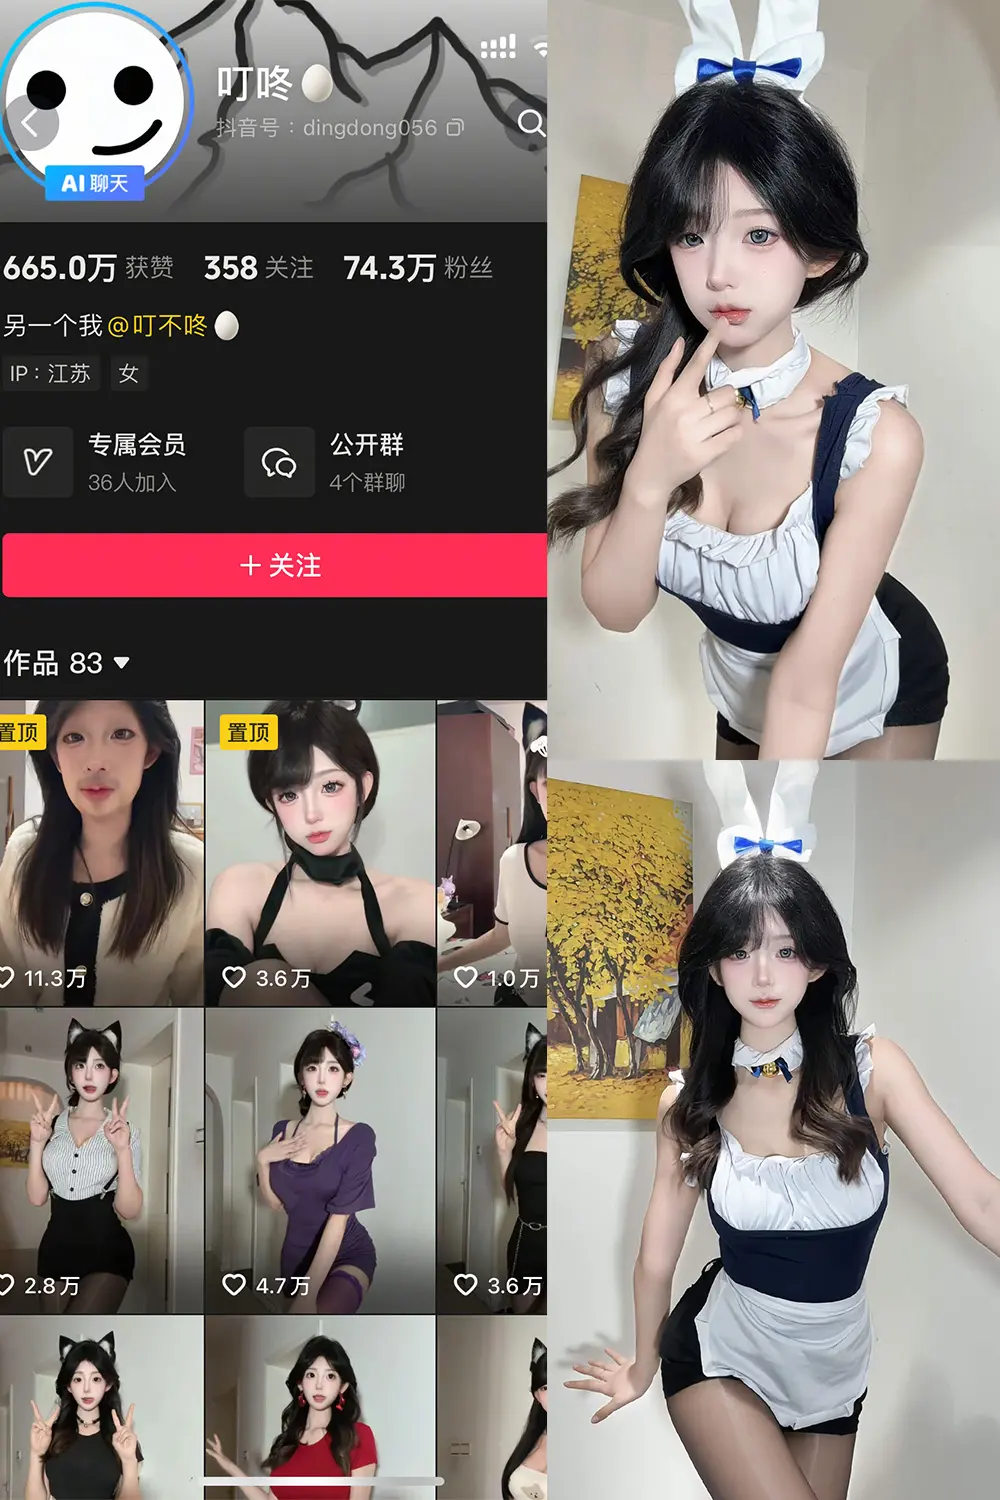 叮咚🥚
抖音号：dingdong056
AI 聊天
665.0万 获赞 358 关注 74.3万 粉丝
另一个我 @叮不咚🥚
IP：江苏 女
专属会员
36人加入
公开群
4个群聊
+ 关注
作品 83
置顶
置顶
11.3万
3.6万
1.0万
2.8万
4.7万
3.6万